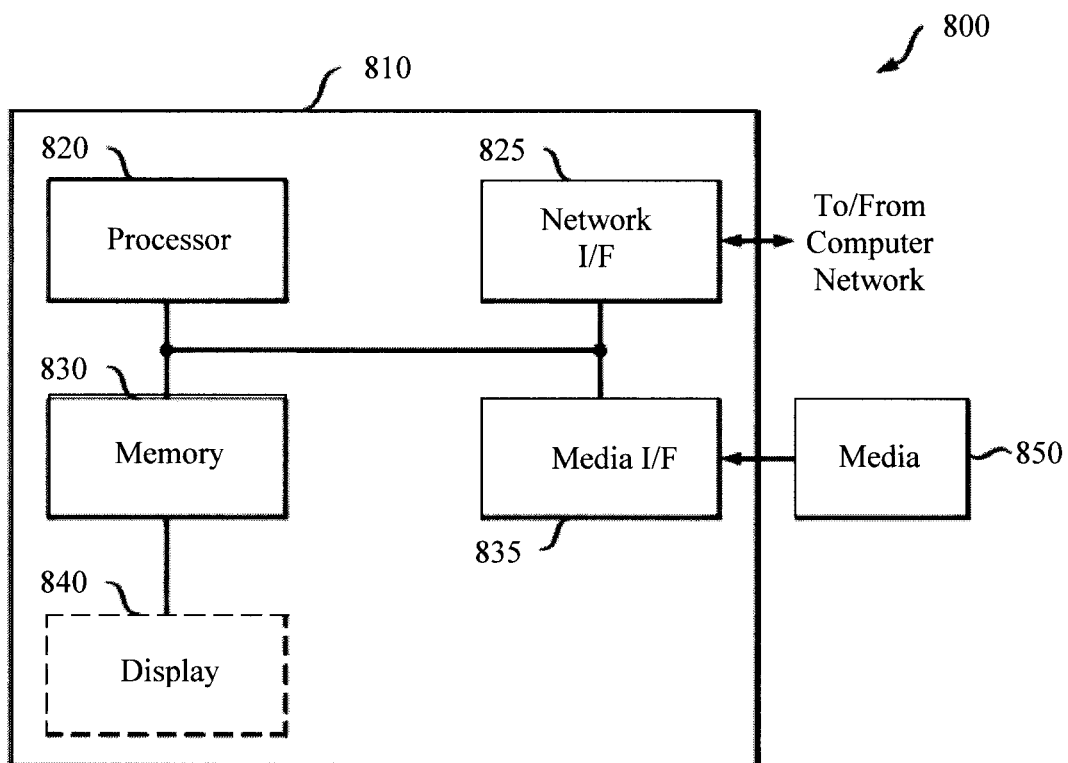 800
810
820
825
Processor
Network
I/F
To/From
Computer
Network
830
Memory
Media I/F
Media
850
835
840
Display